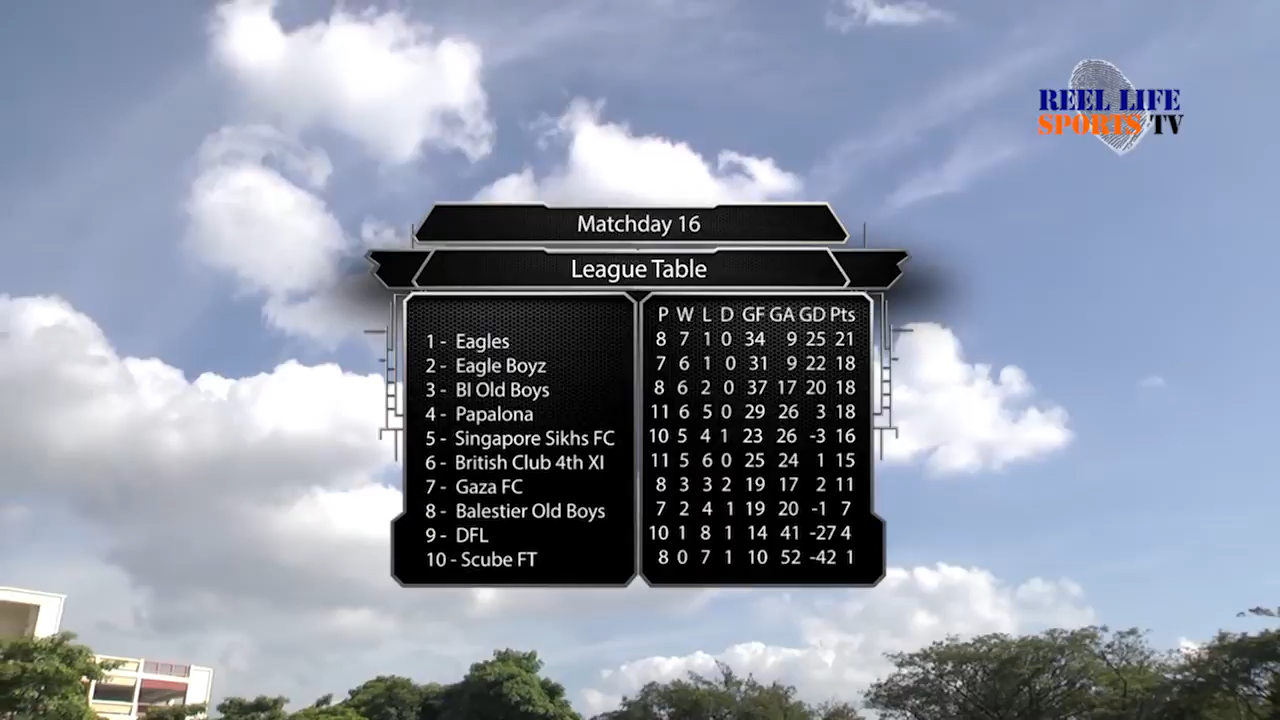 REEL LIFE
SPORTS TV
Matchday 16
League Table
P W L D GF GA GD Pts
1 - Eagles 8 7 1 0 34 9 25 21
2 - Eagle Boyz 7 6 1 0 31 9 22 18
3 - BI Old Boys 8 6 2 0 37 17 20 18
4 - Papalona 11 6 5 0 29 26 3 18
5 - Singapore Sikhs FC 10 5 4 1 23 26 -3 16
6 - British Club 4th XI 11 5 6 0 25 24 1 15
7 - Gaza FC 8 3 3 2 19 17 2 11
8 - Balestier Old Boys 7 2 4 1 19 20 -1 7
9 - DFL 10 1 8 1 14 41 -27 4
10 - Scube FT 8 0 7 1 10 52 -42 1